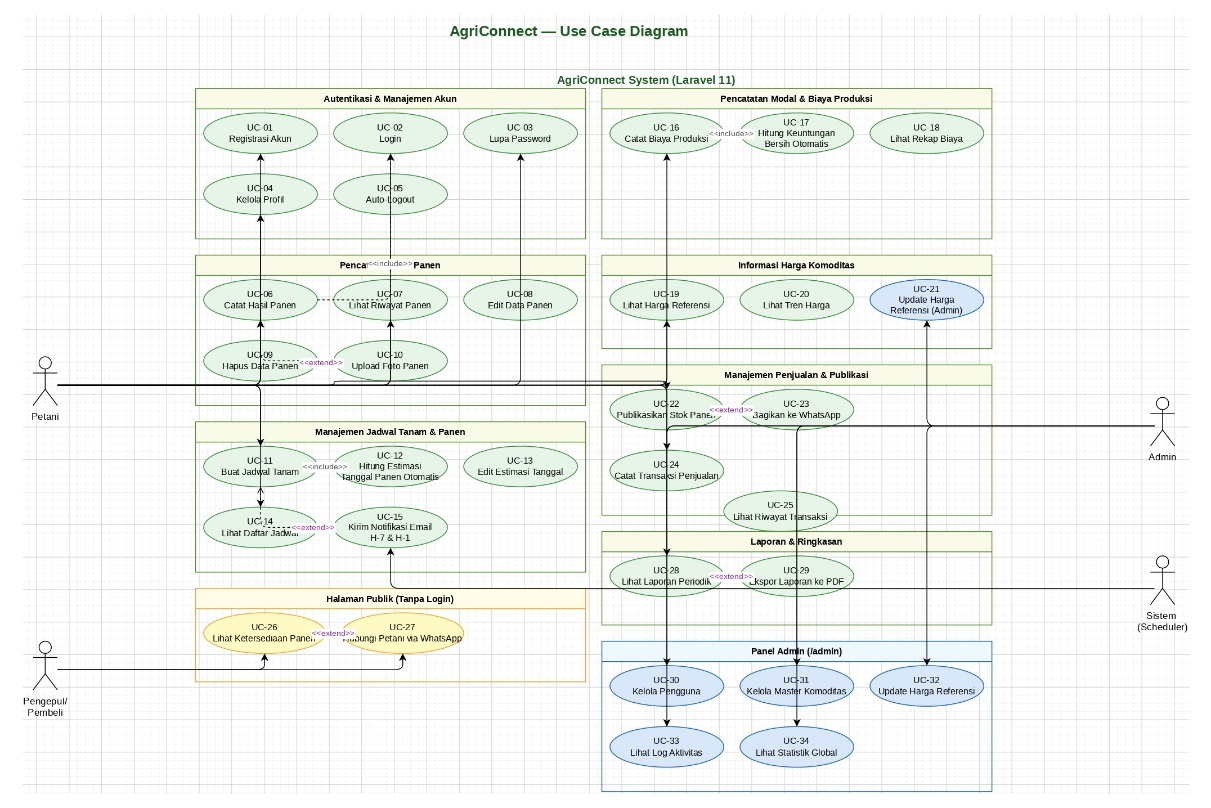 AgriConnect — Use Case Diagram
AgriConnect System (Laravel 11)
Autentikasi & Manajemen Akun
UC-01
Registrasi Akun
UC-02
Login
UC-03
Lupa Password
UC-04
Kelola Profil
UC-05
Auto Logout
Pencatatan Modal & Biaya Produksi
UC-16
Catat Biaya Produksi
<<include>>
UC-17
Hitung Keuntungan
Bersih Otomatis
UC-18
Lihat Rekap Biaya
<<include>>
Panen
UC-06
Catat Hasil Panen
UC-07
Lihat Riwayat Panen
UC-08
Edit Data Panen
UC-09
Hapus Data Panen
<<extend>>
UC-10
Upload Foto Panen
Informasi Harga Komoditas
UC-19
Lihat Harga Referensi
UC-20
Lihat Tren Harga
UC-21
Update Harga
Referensi (Admin)
Petani
Manajemen Penjualan & Publikasi
UC-22
Publikasikan Stok Panen
<<extend>>
UC-23
Bagikan ke WhatsApp
UC-24
Catat Transaksi Penjualan
UC-25
Lihat Riwayat Transaksi
Admin
Manajemen Jadwal Tanam & Panen
UC-11
Buat Jadwal Tanam
<<include>>
UC-12
Hitung Estimasi
Tanggal Panen Otomatis
UC-13
Edit Estimasi Tanggal
UC-14
Lihat Daftar Jadwal
<<extend>>
UC-15
Kirim Notifikasi Email
H-7 & H-1
Laporan & Ringkasan
UC-28
Lihat Laporan Periodik
<<extend>>
UC-29
Ekspor Laporan ke PDF
Sistem
(Scheduler)
Halaman Publik (Tanpa Login)
UC-26
Lihat Ketersediaan Panen
<<extend>>
UC-27
Hubungi Petani via WhatsApp
Pengepul/
Pembeli
Panel Admin (/admin)
UC-30
Kelola Pengguna
UC-31
Kelola Master Komoditas
UC-32
Update Harga Referensi
UC-33
Lihat Log Aktivitas
UC-34
Lihat Statistik Global